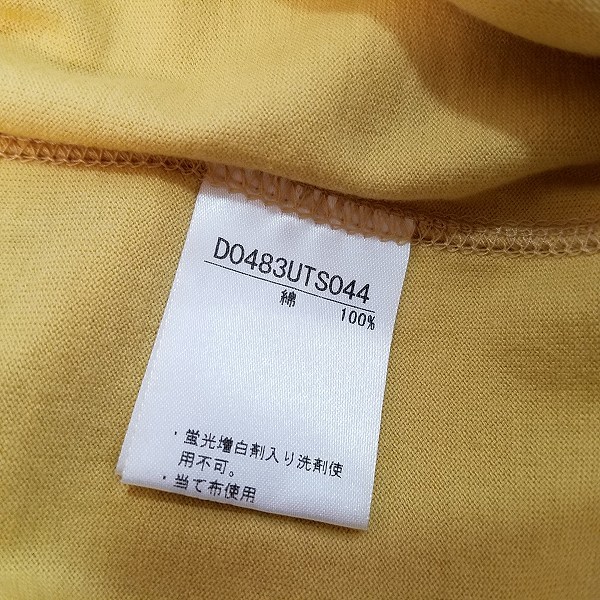 D0483UTS044
綿 100%
・蛍光増白剤入り洗剤使
用不可。
・当て布使用